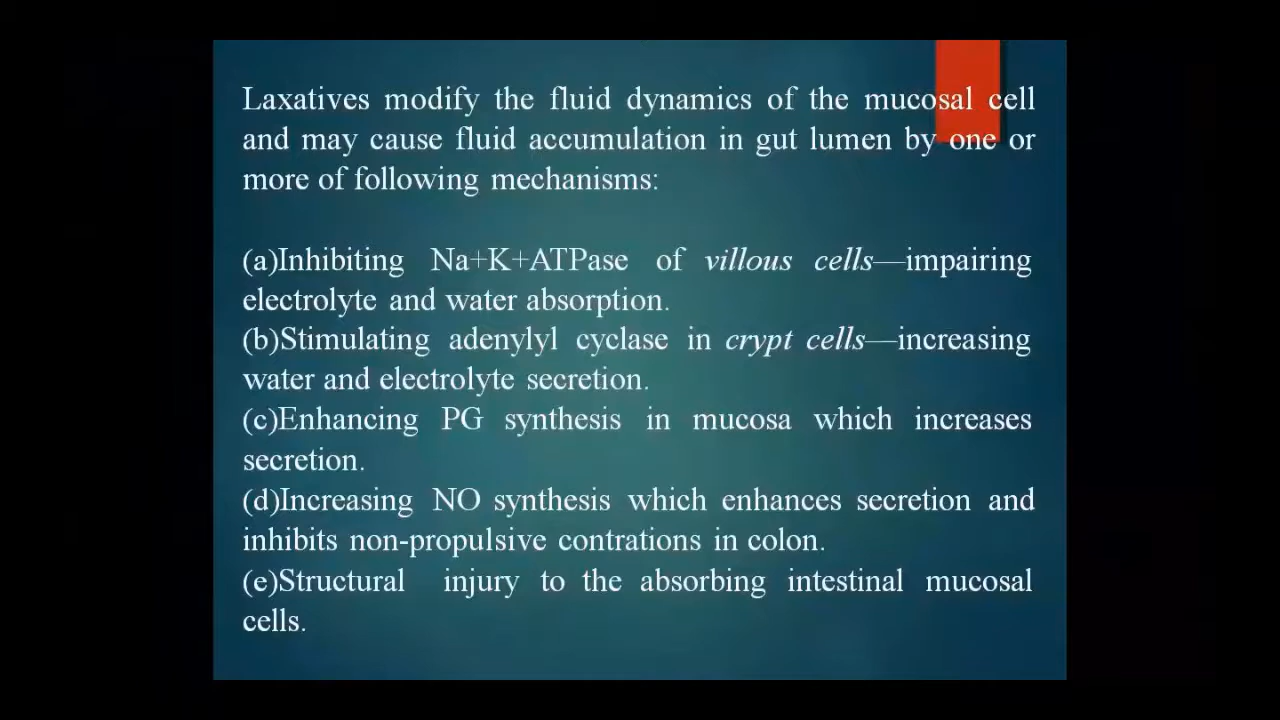 Laxatives modify the fluid dynamics of the mucosal cell
and may cause fluid accumulation in gut lumen by one or
more of following mechanisms:
(a)Inhibiting Na+K+ATPase of villous cells—impairing
electrolyte and water absorption.
(b)Stimulating adenylyl cyclase in crypt cells—increasing
water and electrolyte secretion.
(c)Enhancing PG synthesis in mucosa which increases
secretion.
(d)Increasing NO synthesis which enhances secretion and
inhibits non-propulsive contrations in colon.
(e)Structural injury to the absorbing intestinal mucosal
cells.